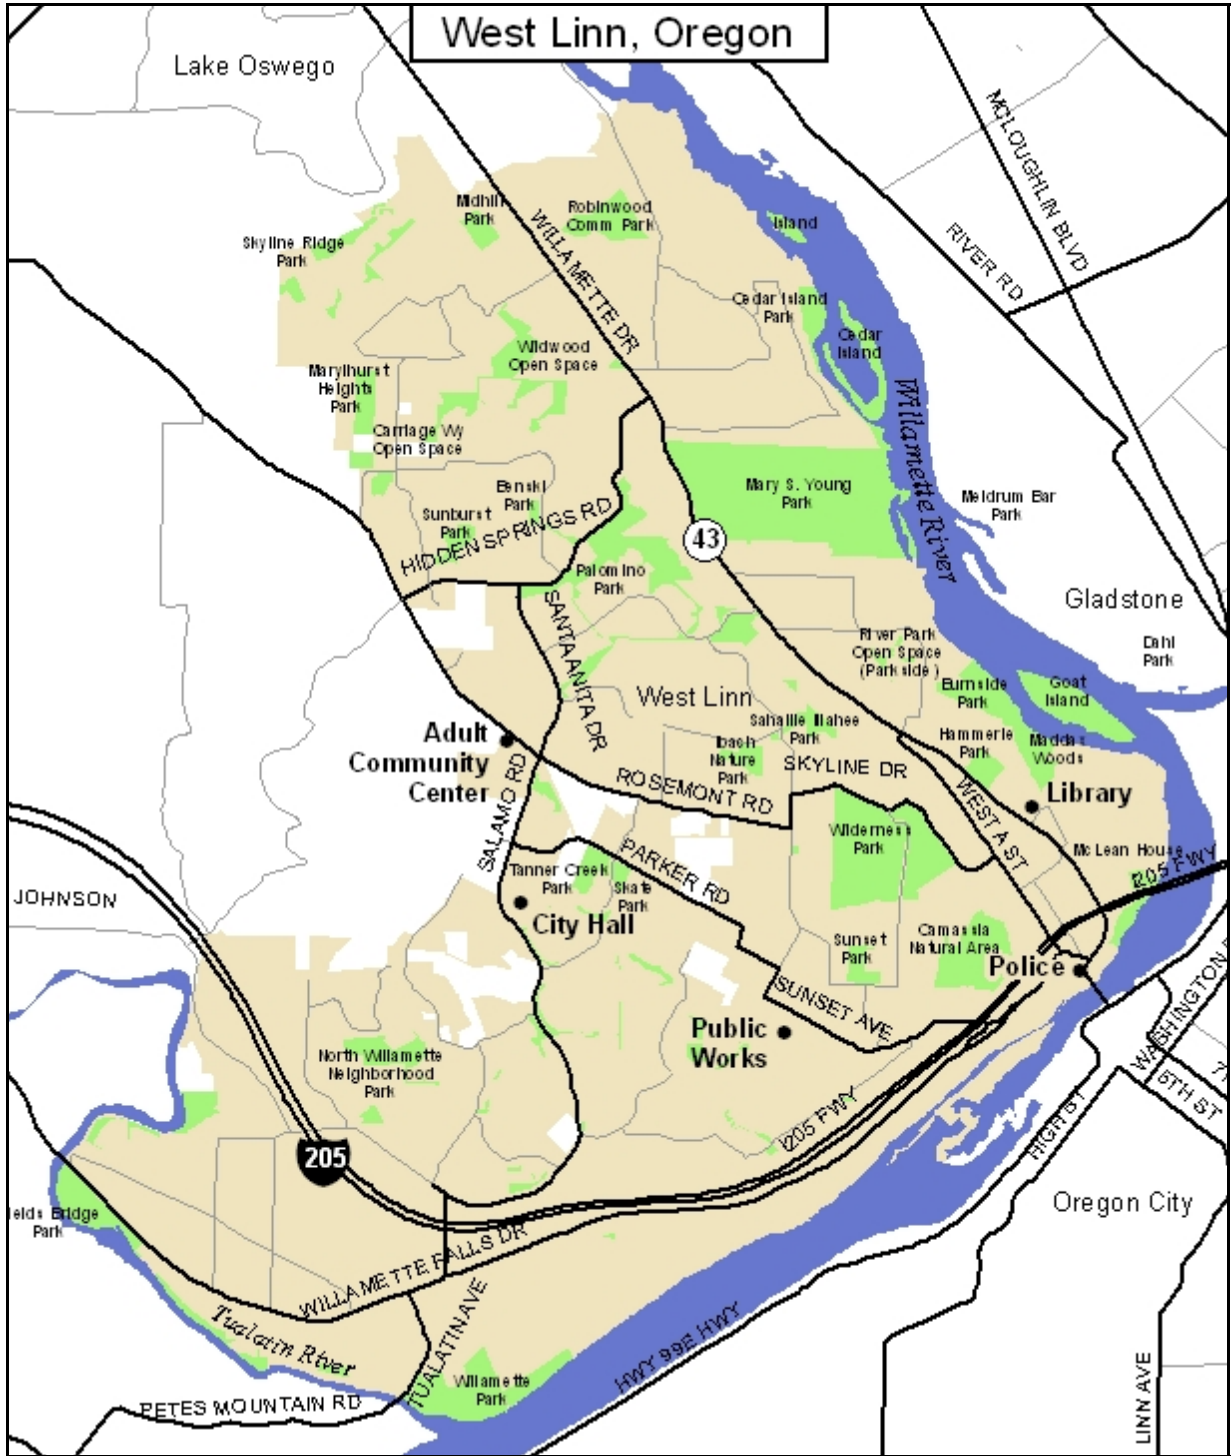 West Linn, Oregon
Lake Oswego
MCLOUGHLIN BLVD
RIVER RD
WILLAMETTE DR
Midhill
Park
Robinwood
Comm Park
Island
Skyline Ridge
Park
Cedar Island
Park
Cedar
Island
Wildwood
Open Space
Marylhurst
Heights
Park
Carriage Wy
Open Space
Willamette River
Mary S. Young
Park
Meldrum Bar
Park
Benski
Park
Sunburst
Park
HIDDEN SPRINGS RD
43
Palomino
Park
Gladstone
SANTA ANITA DR
River Park
Open Space
(Parkside)
Dahl
Park
Burnside
Park
Goat
Island
West Linn
Sahallie Illahee
Park
Hammerle
Park
Maddax
Woods
Adult
Community
Center
Ibach
Nature
Park
SKYLINE DR
ROSEMONT RD
SALAMO RD
WEST A ST
Library
Wilderness
Park
PARKER RD
Mc Lean House
I205 FWY
Tanner Creek
Park
Skate
Park
JOHNSON
City Hall
Sunset
Park
Camassia
Natural Area
Police
WASHINGTON
SUNSET AVE
Public
Works
North Willamette
Neighborhood
Park
7
5TH ST
HIGH ST
I205 FWY
205
Oregon City
ields Bridge
Park
WILLAMETTE FALLS DR
Tualatin River
TUALATIN AVE
HWY 99E HWY
Willamette
Park
PETES MOUNTAIN RD
LINN AVE